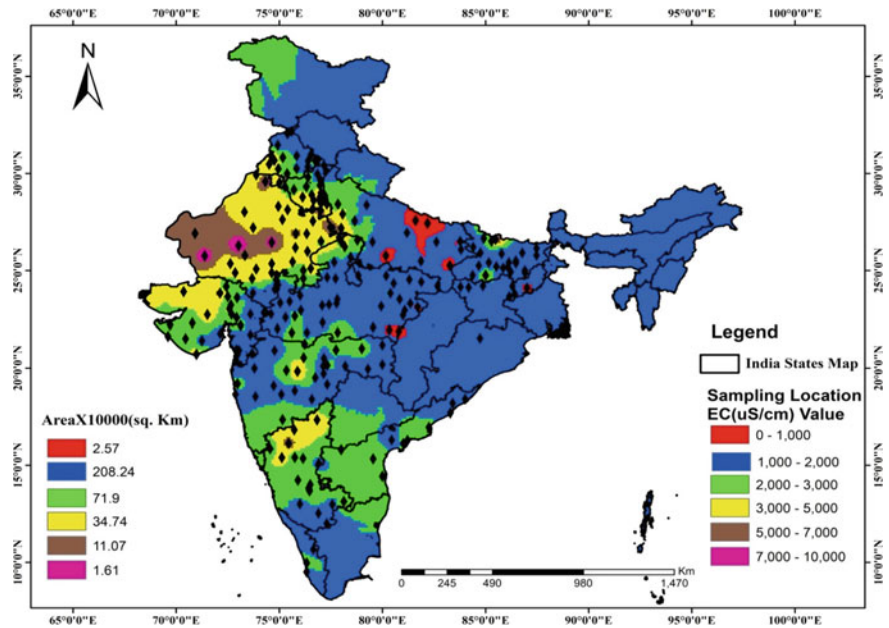 65°0'0"E 70°0'0"E 75°0'0"E 80°0'0"E 85°0'0"E 90°0'0"E 95°0'0"E 100°0'0"E
N
35°0'0"N 35°0'0"N
30°0'0"N 30°0'0"N
25°0'0"N 25°0'0"N
20°0'0"N 20°0'0"N
15°0'0"N 15°0'0"N
10°0'0"N 10°0'0"N
Legend
India States Map
Sampling Location
EC(uS/cm) Value
0 - 1,000
1,000 - 2,000
2,000 - 3,000
3,000 - 5,000
5,000 - 7,000
7,000 - 10,000
AreaX10000(sq. Km)
2.57
208.24
71.9
34.74
11.07
1.61
Km
0 245 490 980 1,470
65°0'0"E 70°0'0"E 75°0'0"E 80°0'0"E 85°0'0"E 90°0'0"E 95°0'0"E 100°0'0"E